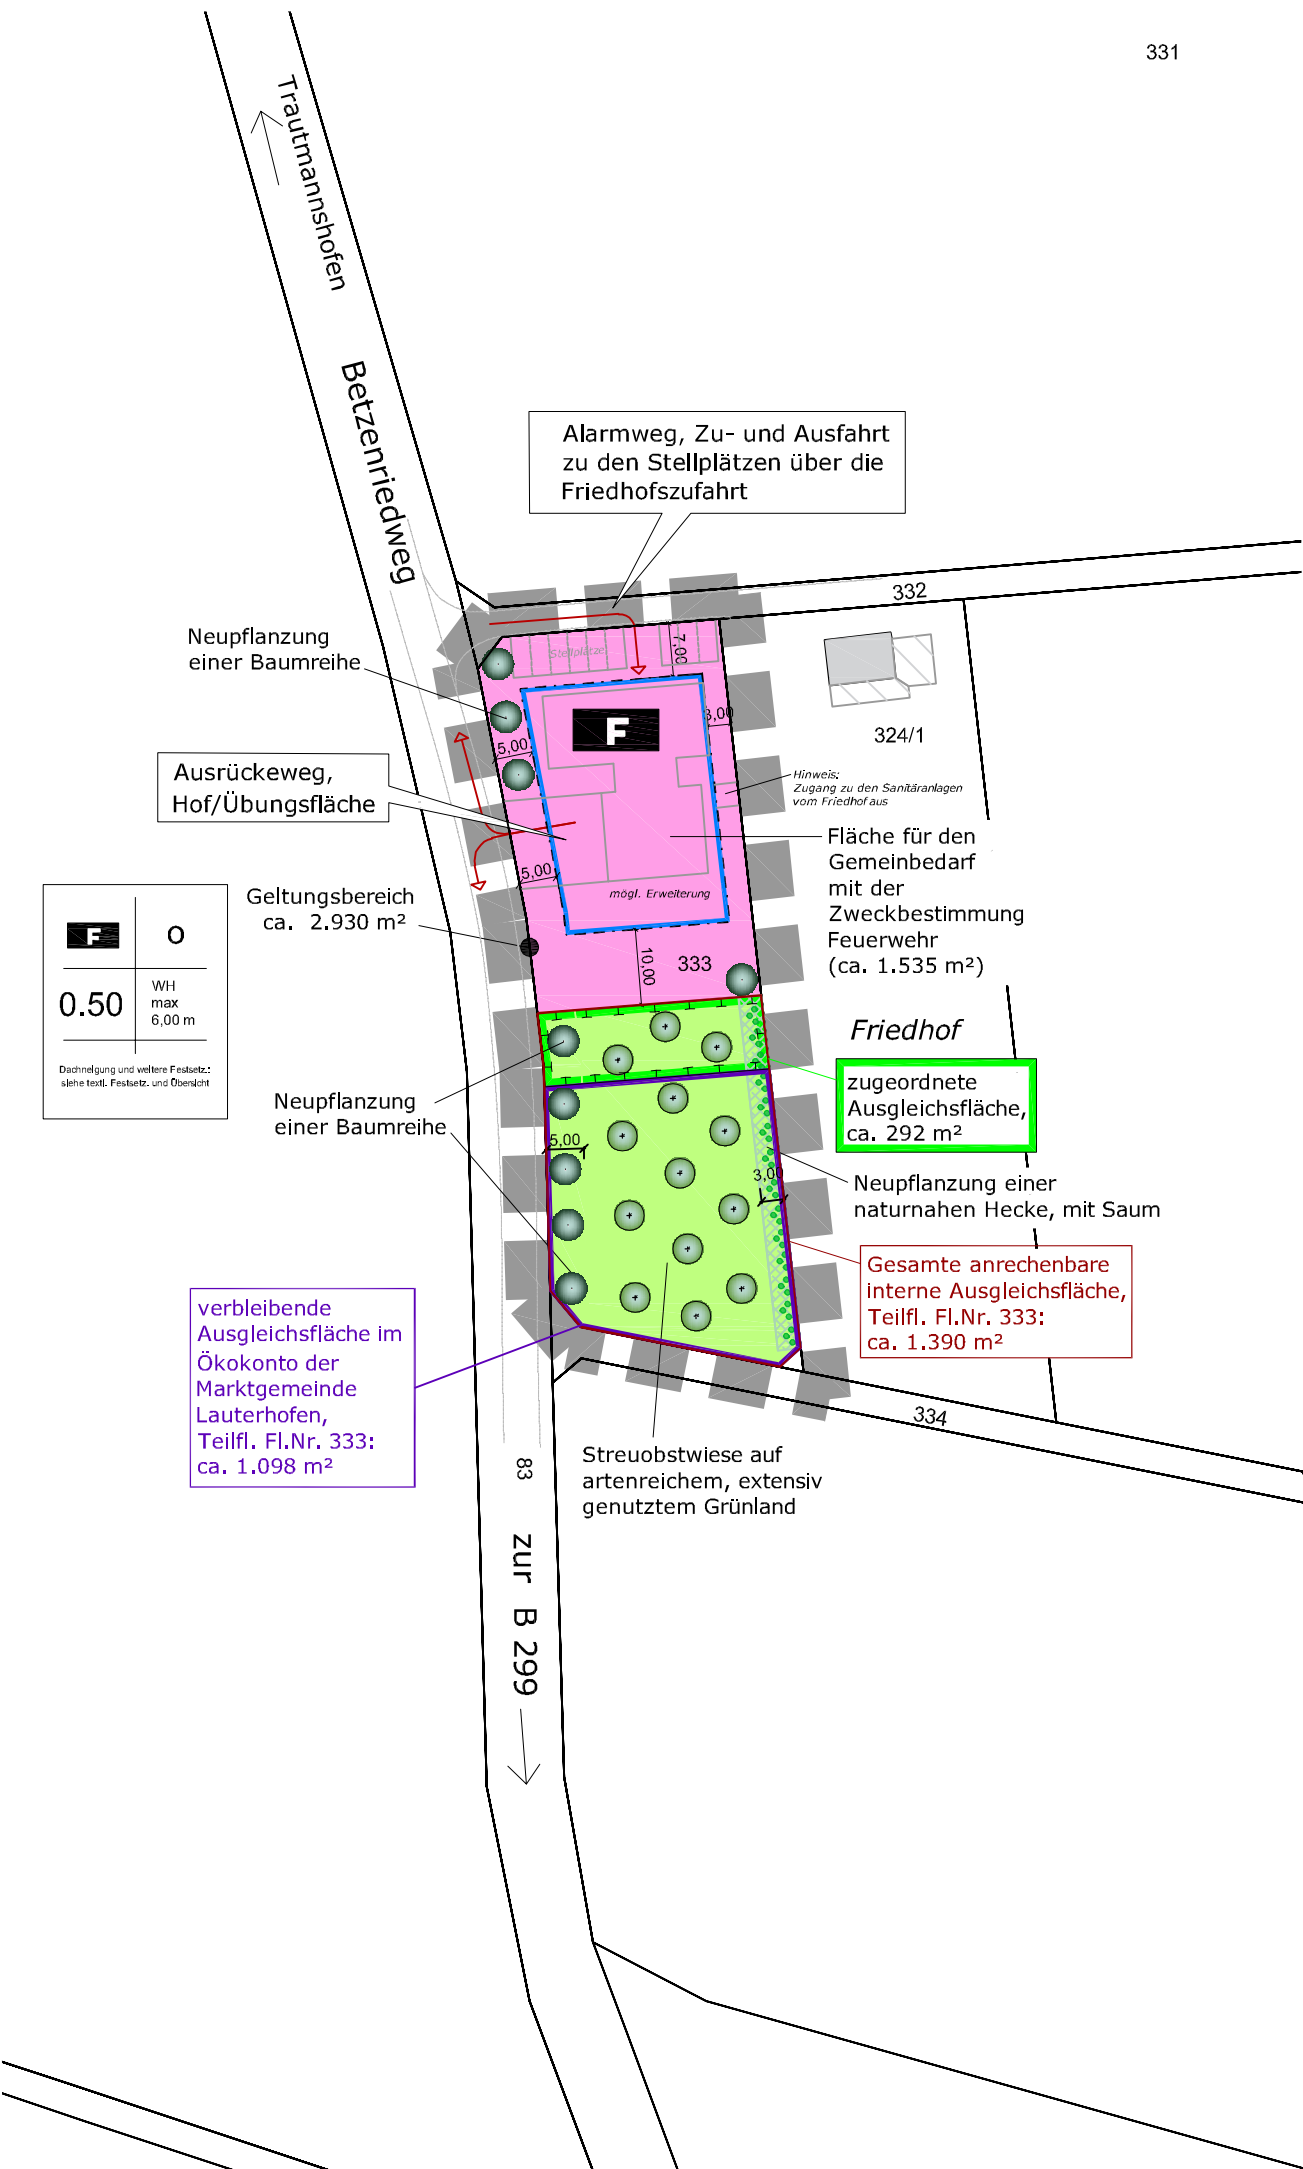 331
Trautmannshofen
Betzenriedweg
Alarmweg, Zu- und Ausfahrt
zu den Stellplätzen über die
Friedhofszufahrt
332
Neupflanzung
einer Baumreihe
Stellplätze
7,00
F
3,00
324/1
5,00
Ausrückeweg,
Hof/Übungsfläche
Hinweis:
Zugang zu den Sanitäranlagen
vom Friedhof aus
Fläche für den
Gemeinbedarf
mit der
Zweckbestimmung
Feuerwehr
(ca. 1.535 m²)
5,00
mögl. Erweiterung
Geltungsbereich
ca. 2.930 m²
F
O
0.50
WH
max
6,00 m
Dachneigung und weitere Festsetz.:
siehe textl. Festsetz. und Übersicht
10,00
333
Friedhof
zugeordnete
Ausgleichsfläche,
ca. 292 m²
Neupflanzung
einer Baumreihe
5,00
3,00
Neupflanzung einer
naturnahen Hecke, mit Saum
Gesamte anrechenbare
interne Ausgleichsfläche,
Teilfl. Fl.Nr. 333:
ca. 1.390 m²
verbleibende
Ausgleichsfläche im
Ökokonto der
Marktgemeinde
Lauterhofen,
Teilfl. Fl.Nr. 333:
ca. 1.098 m²
334
Streuobstwiese auf
artenreichem, extensiv
genutztem Grünland
83
zur B 299